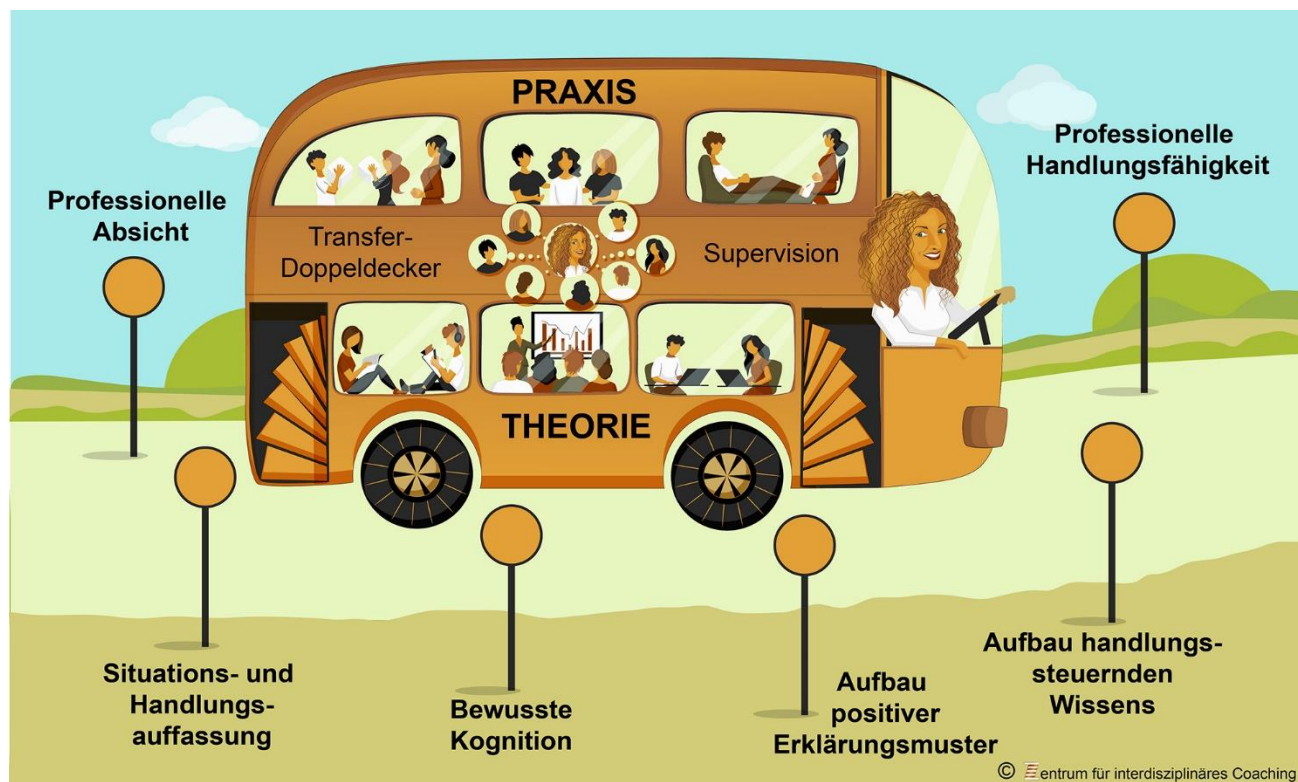 PRAXIS
Professionelle
Handlungsfähigkeit
Professionelle
Absicht
Transfer-
Doppeldecker
Supervision
THEORIE
Situations- und
Handlungs-
auffassung
Bewusste
Kognition
Aufbau
positiver
Erklärungsmuster
Aufbau handlungs-
steuernden
Wissens
© Zentrum für interdisziplinäres Coaching